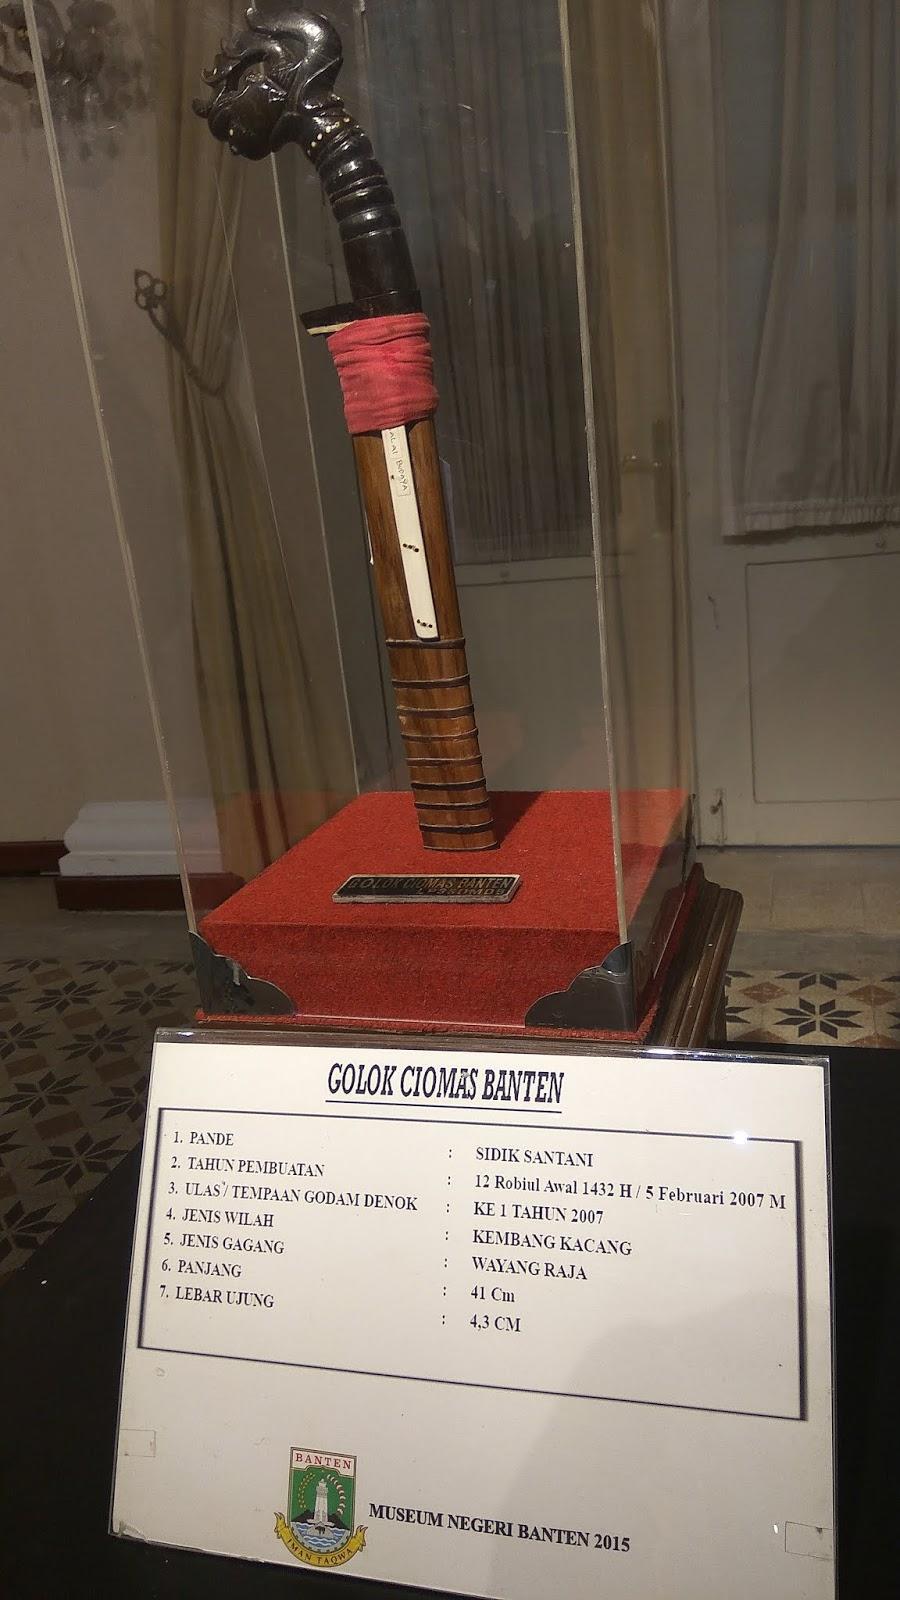 ALAI BUDAYA
GOLOK CIOMAS BANTEN
GOLOK CIOMAS BANTEN
1. PANDE : SIDIK SANTANI
2. TAHUN PEMBUATAN : 12 Robiul Awal 1432 H / 5 Februari 2007 M
3. ULAS / TEMPAAN GODAM DENOK : KE 1 TAHUN 2007
4. JENIS WILAH : KEMBANG KACANG
5. JENIS GAGANG : WAYANG RAJA
6. PANJANG : 41 Cm
7. LEBAR UJUNG : 4,3 CM
BANTEN
IMAN TAQWA
MUSEUM NEGERI BANTEN 2015